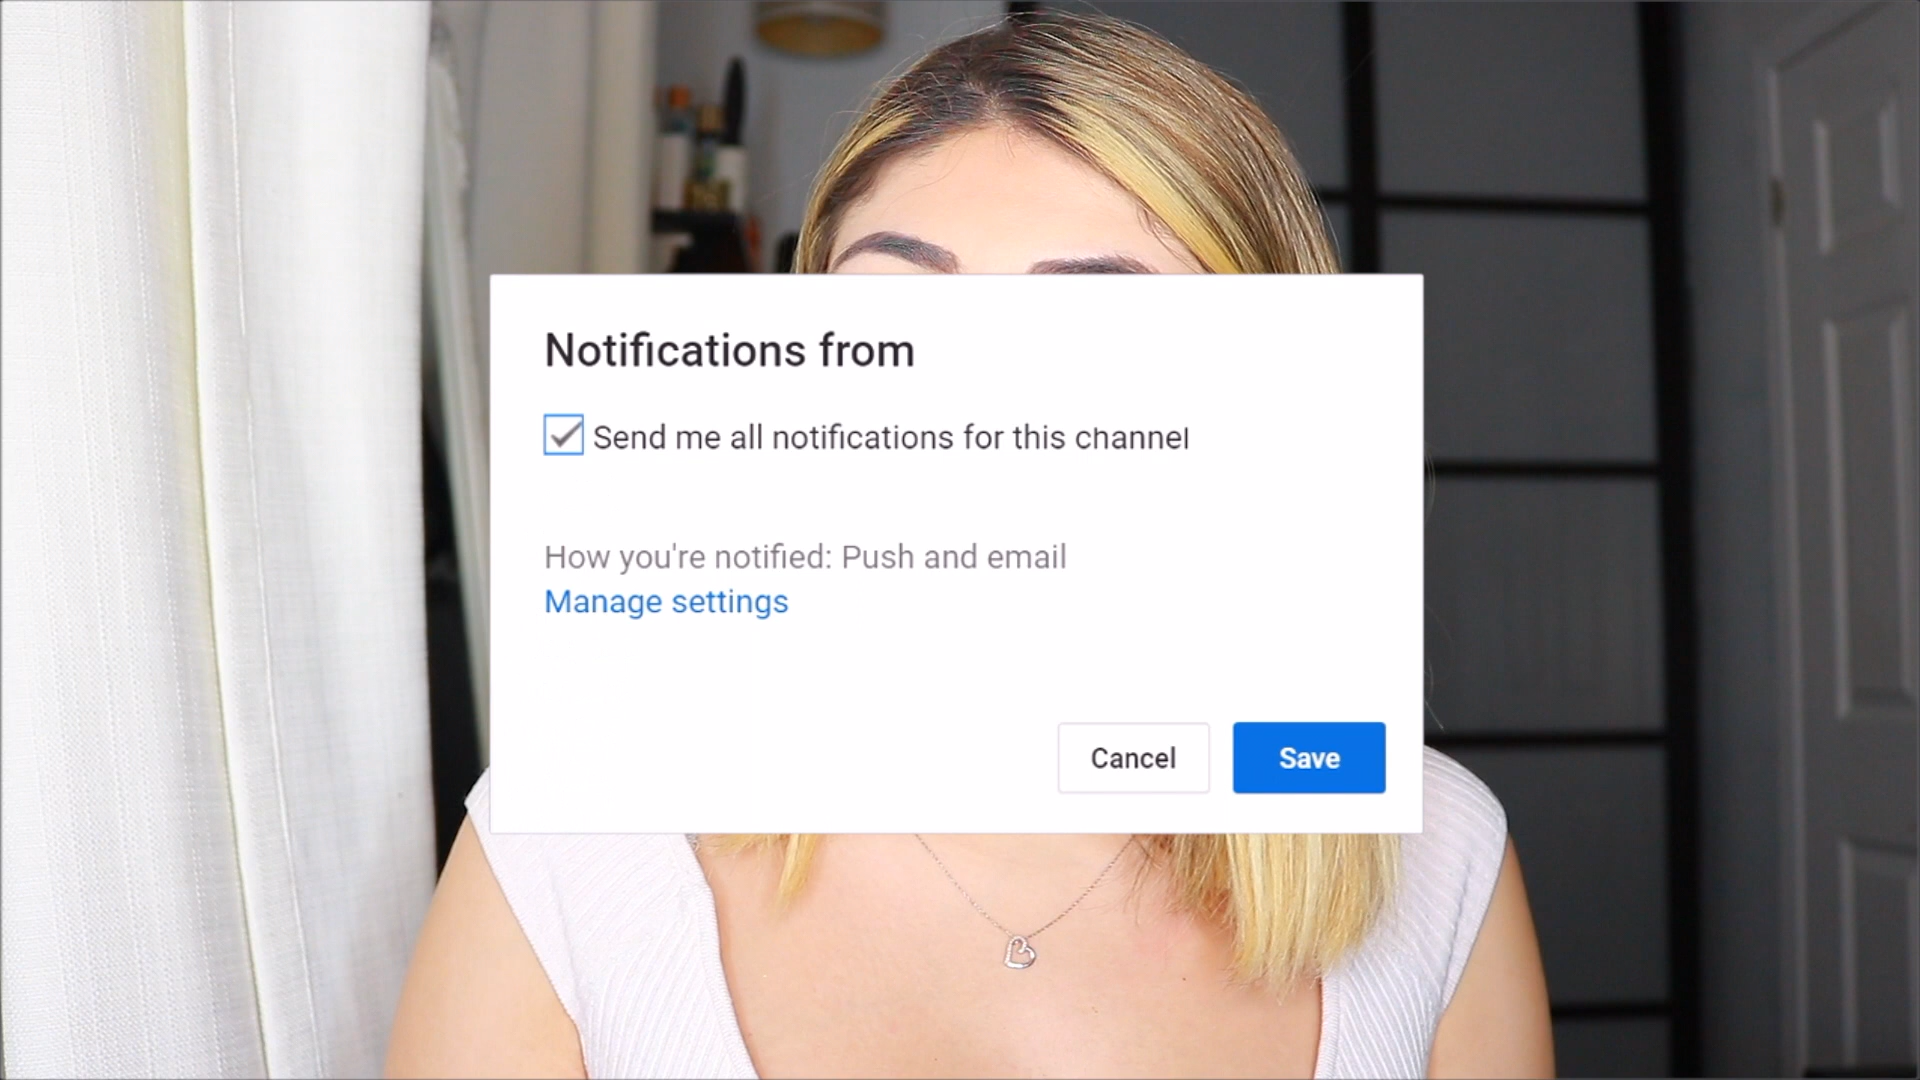 Notifications from
Send me all notifications for this channel
How you're notified: Push and email
Manage settings
Cancel
Save